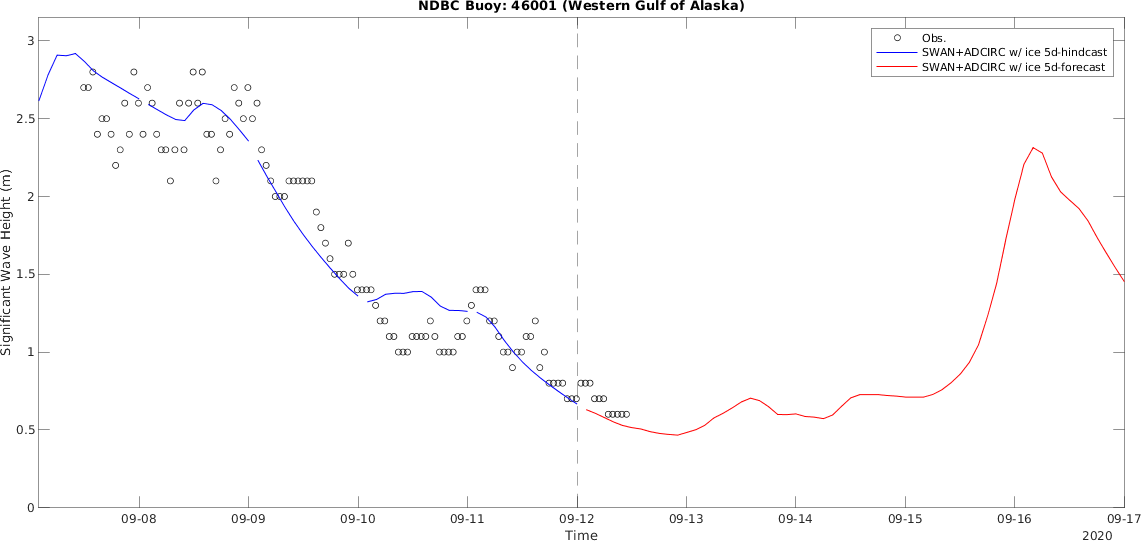 NDBC Buoy: 46001 (Western Gulf of Alaska)
Obs.
SWAN+ADCIRC w/ ice 5d-hindcast
SWAN+ADCIRC w/ ice 5d-forecast
Significant Wave Height (m)
3
2.5
2
1.5
1
0.5
0
09-08 09-09 09-10 09-11 09-12 09-13 09-14 09-15 09-16 09-17
Time
2020